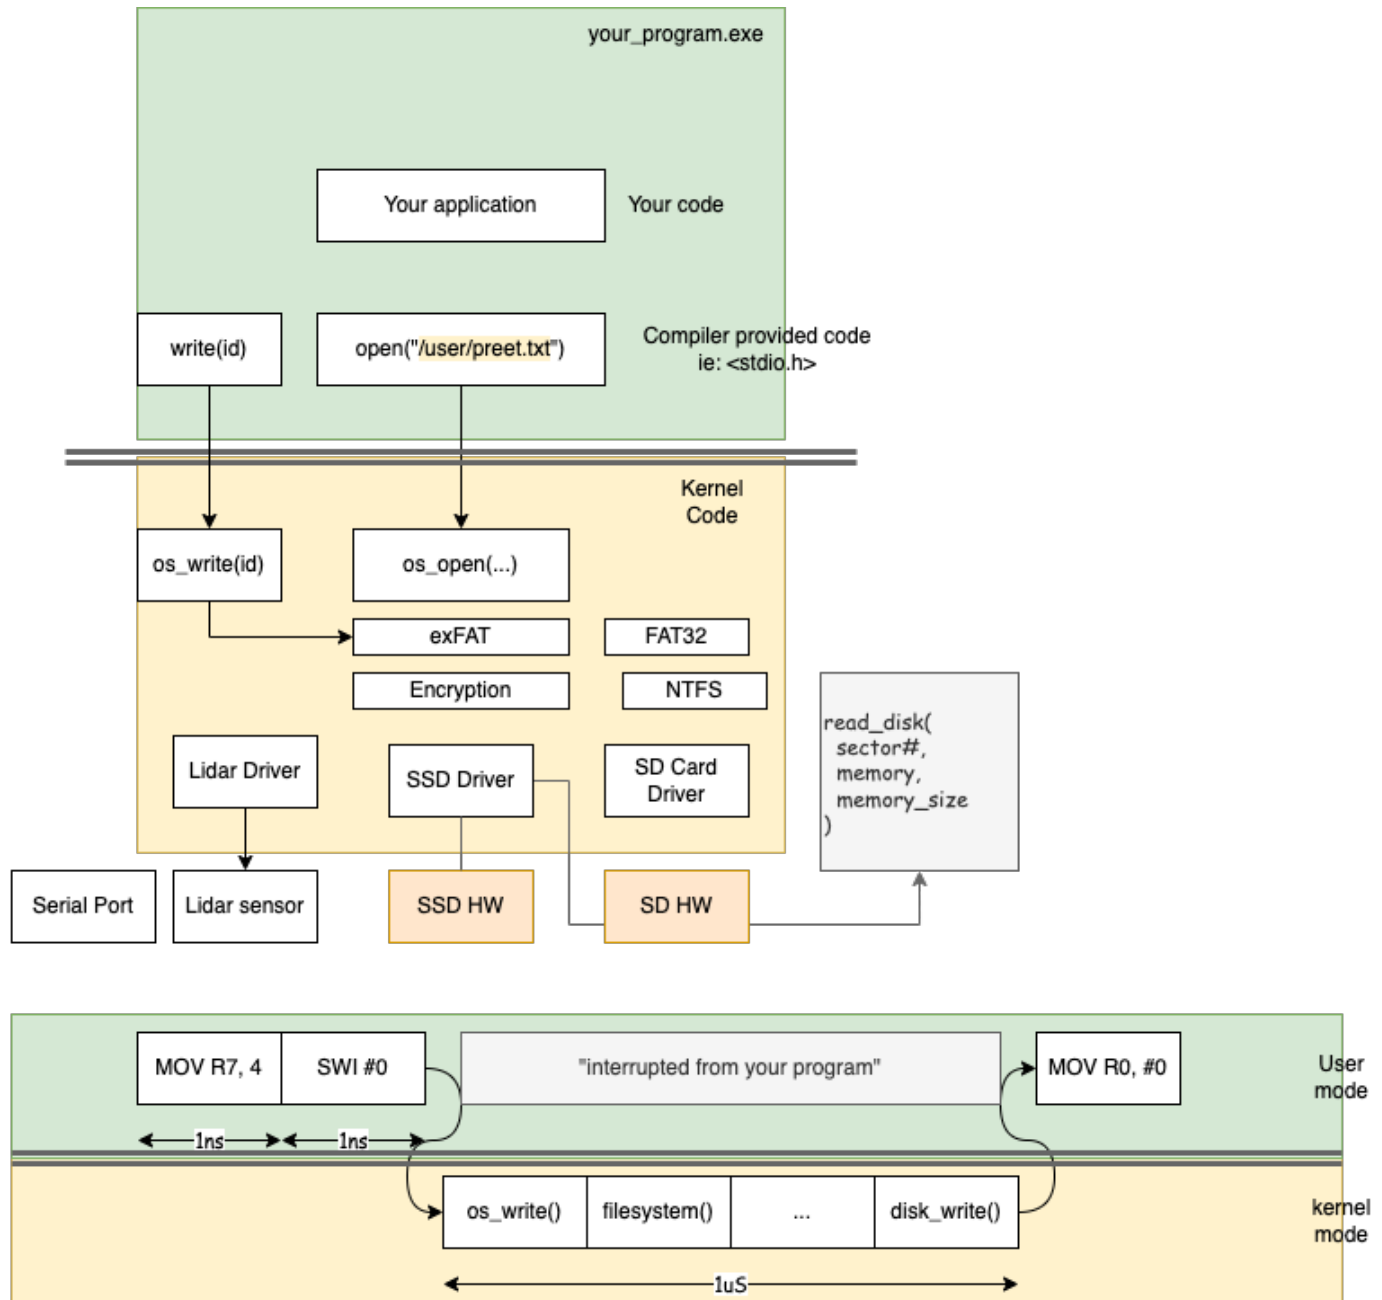 your_program.exe
Your application
Your code
write(id)
open("/user/preet.txt")
Compiler provided code
ie: <stdio.h>
Kernel
Code
os_write(id)
os_open(...)
exFAT
FAT32
Encryption
NTFS
read_disk(
sector#,
memory,
memory_size
)
Lidar Driver
SSD Driver
SD Card
Driver
Serial Port
Lidar sensor
SSD HW
SD HW
MOV R7, 4
SWI #0
"interrupted from your program"
MOV R0, #0
User
mode
1ns
1ns
os_write()
filesystem()
...
disk_write()
kernel
mode
1uS